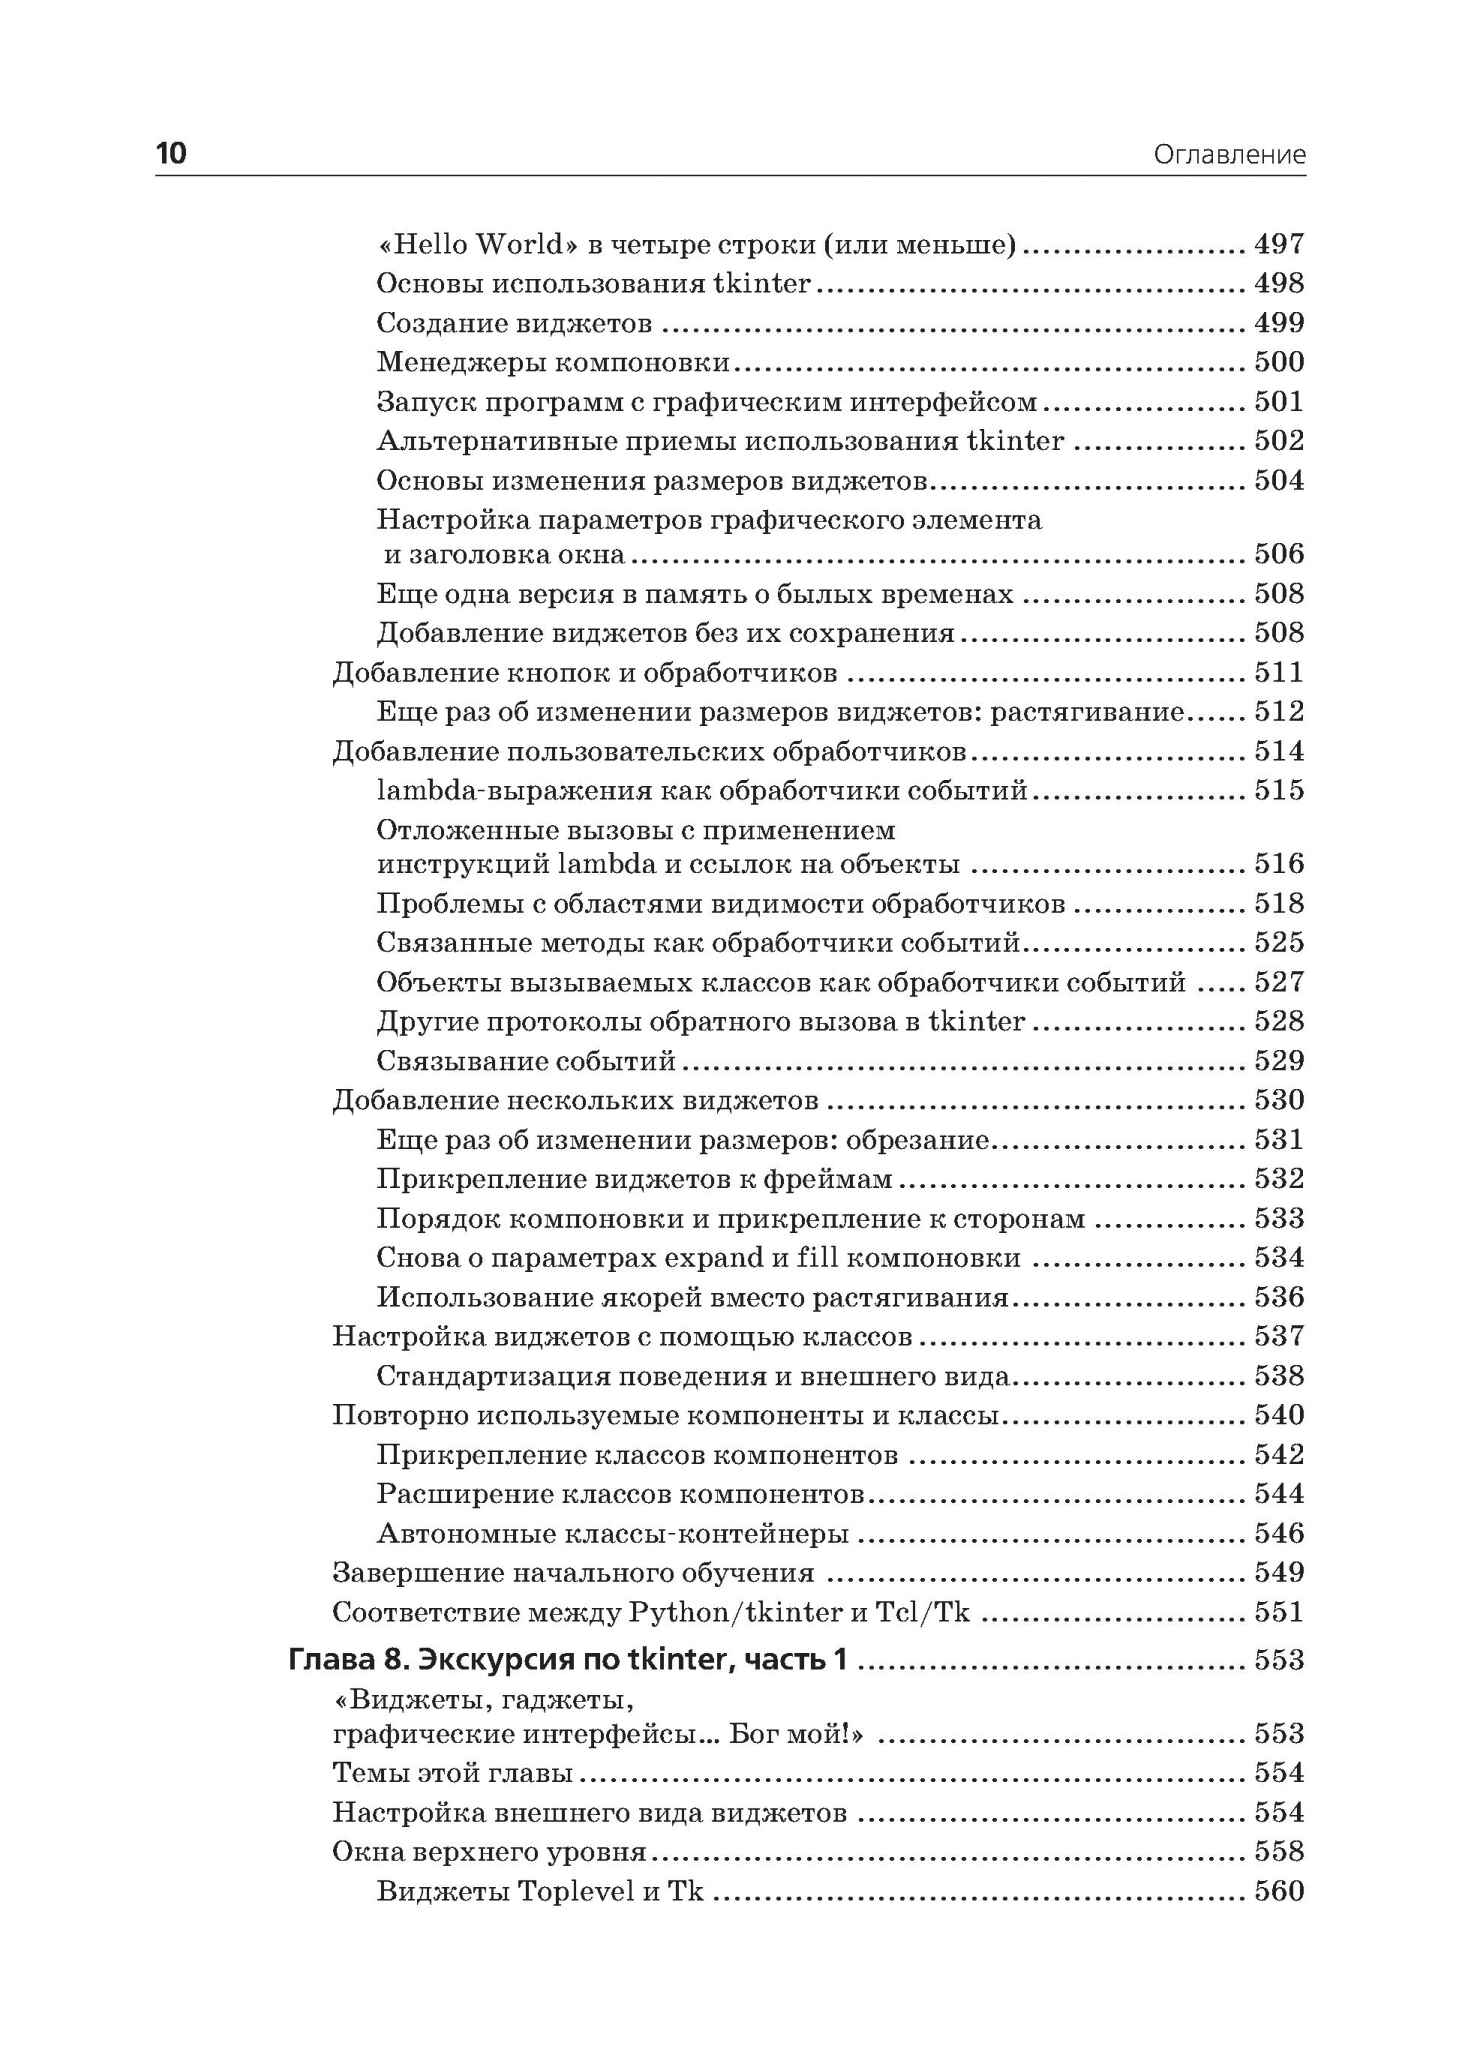 10 Оглавление
«Hello World» в четыре строки (или меньше) ...................... 497
Основы использования tkinter .......................................... 498
Создание виджетов ......................................................... 499
Менеджеры компоновки .................................................. 500
Запуск программ с графическим интерфейсом .................... 501
Альтернативные приемы использования tkinter ................. 502
Основы изменения размеров виджетов ............................... 504
Настройка параметров графического элемента
и заголовка окна ............................................................ 506
Еще одна версия в память о былых временах ...................... 508
Добавление виджетов без их сохранения ............................ 508
Добавление кнопок и обработчиков ....................................... 511
Еще раз об изменении размеров виджетов: растягивание ...... 512
Добавление пользовательских обработчиков ........................... 514
lambda-выражения как обработчики событий ..................... 515
Отложенные вызовы с применением
инструкций lambda и ссылок на объекты ........................... 516
Проблемы с областями видимости обработчиков ................. 518
Связанные методы как обработчики событий ...................... 525
Объекты вызываемых классов как обработчики событий ..... 527
Другие протоколы обратного вызова в tkinter ..................... 528
Связывание событий ....................................................... 529
Добавление нескольких виджетов ......................................... 530
Еще раз об изменении размеров: обрезание ......................... 531
Прикрепление виджетов к фреймам .................................. 532
Порядок компоновки и прикрепление к сторонам ............... 533
Снова о параметрах expand и fill компоновки ..................... 534
Использование якорей вместо растягивания ....................... 536
Настройка виджетов с помощью классов ................................ 537
Стандартизация поведения и внешнего вида ....................... 538
Повторно используемые компоненты и классы ........................ 540
Прикрепление классов компонентов ................................. 542
Расширение классов компонентов ..................................... 544
Автономные классы-контейнеры ...................................... 546
Завершение начального обучения ......................................... 549
Соответствие между Python/tkinter и Tcl/Tk .......................... 551
Глава 8. Экскурсия по tkinter, часть 1 ...................................... 553
«Виджеты, гаджеты,
графические интерфейсы... Бог мой!» .................................... 553
Темы этой главы ................................................................. 554
Настройка внешнего вида виджетов ...................................... 554
Окна верхнего уровня .......................................................... 558
Виджеты Toplevel и Tk .................................................... 560